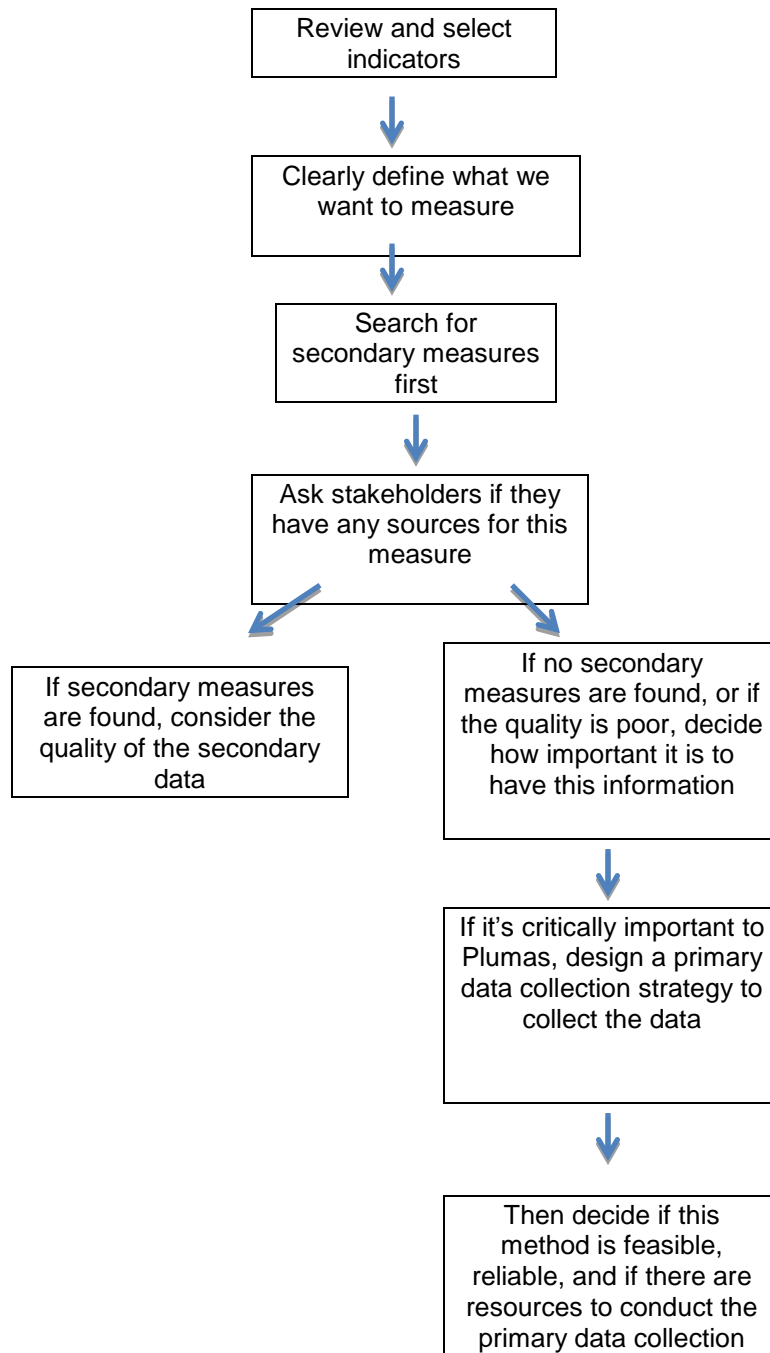 Review and select
indicators
Clearly define what we
want to measure
Search for
secondary measures
first
Ask stakeholders if they
have any sources for this
measure
If secondary measures
are found, consider the
quality of the secondary
data
If no secondary
measures are found, or if
the quality is poor, decide
how important it is to
have this information
If it’s critically important to
Plumas, design a primary
data collection strategy to
collect the data
Then decide if this
method is feasible,
reliable, and if there are
resources to conduct the
primary data collection